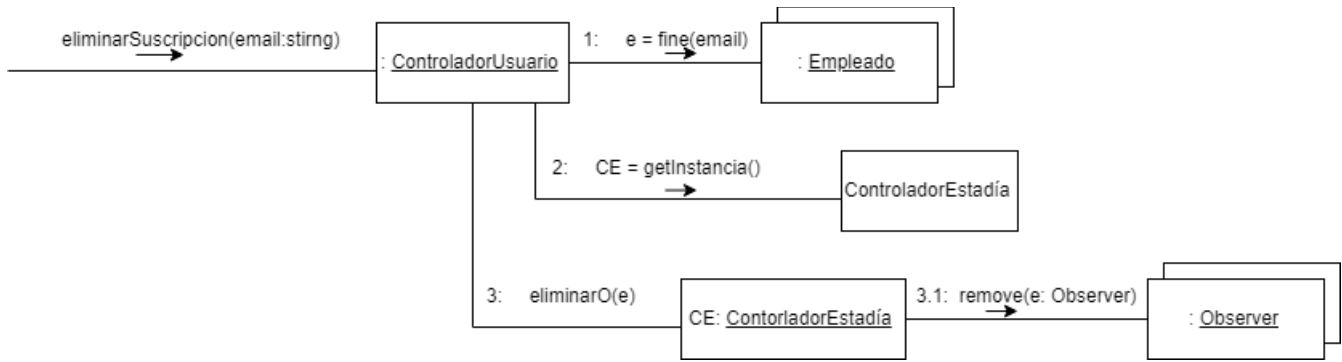 eliminarSuscripcion(email:stirng)
: ControladorUsuario
1: e = fine(email)
: Empleado
2: CE = getInstancia()
ControladorEstadía
3: eliminarO(e)
CE: ContorladorEstadía
3.1: remove(e: Observer)
: Observer